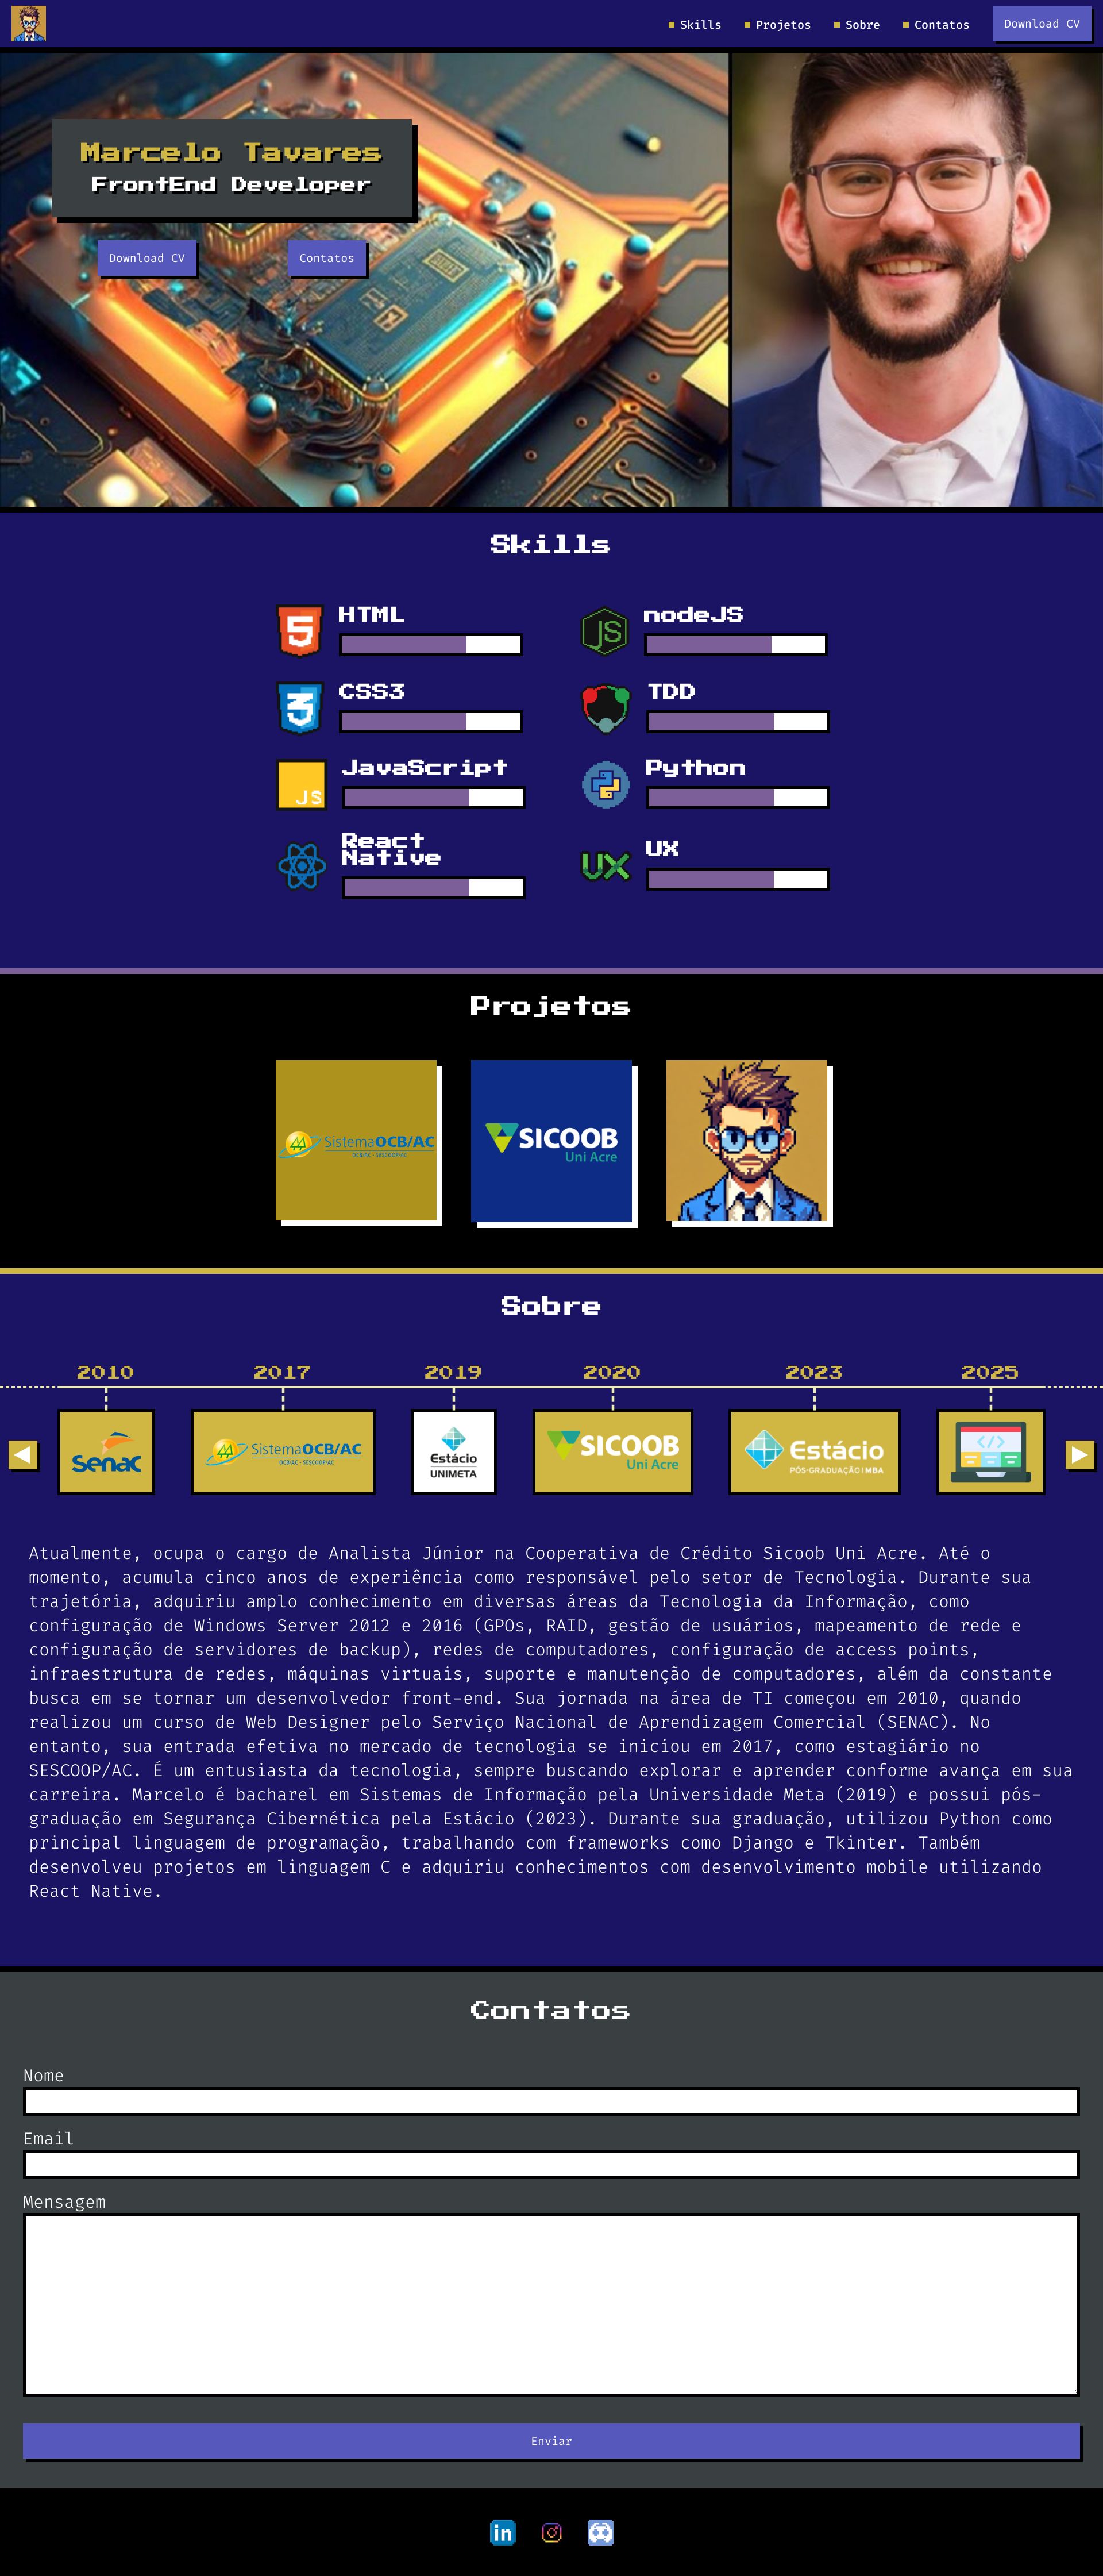 Skills
Projetos
Sobre
Contatos
Download CV
Marcelo Tavares
FrontEnd Developer
Download CV
Contatos
Skills
HTML
nodeJS
CSS3
TDD
JS
JavaScript
Python
React
Native
UX
UX
Projetos
SistemaOCB/AC
OCB/AC - SESCOOP/AC
SICOOB
Uni Acre
Sobre
2010
2017
2019
2020
2023
2025
Senac
SistemaOCB/AC
OCB/AC - SESCOOP/AC
Estácio
UNIMETA
SICOOB
Uni Acre
Estácio
PÓS-GRADUAÇÃO | MBA
Atualmente, ocupa o cargo de Analista Júnior na Cooperativa de Crédito Sicoob Uni Acre. Até o
momento, acumula cinco anos de experiência como responsável pelo setor de Tecnologia. Durante sua
trajetória, adquiriu amplo conhecimento em diversas áreas da Tecnologia da Informação, como
configuração de Windows Server 2012 e 2016 (GPOs, RAID, gestão de usuários, mapeamento de rede e
configuração de servidores de backup), redes de computadores, configuração de access points,
infraestrutura de redes, máquinas virtuais, suporte e manutenção de computadores, além da constante
busca em se tornar um desenvolvedor front-end. Sua jornada na área de TI começou em 2010, quando
realizou um curso de Web Designer pelo Serviço Nacional de Aprendizagem Comercial (SENAC). No
entanto, sua entrada efetiva no mercado de tecnologia se iniciou em 2017, como estagiário no
SESCOOP/AC. É um entusiasta da tecnologia, sempre buscando explorar e aprender conforme avança em sua
carreira. Marcelo é bacharel em Sistemas de Informação pela Universidade Meta (2019) e possui pós-
graduação em Segurança Cibernética pela Estácio (2023). Durante sua graduação, utilizou Python como
principal linguagem de programação, trabalhando com frameworks como Django e Tkinter. Também
desenvolveu projetos em linguagem C e adquiriu conhecimentos com desenvolvimento mobile utilizando
React Native.
Contatos
Nome
Email
Mensagem
Enviar
in